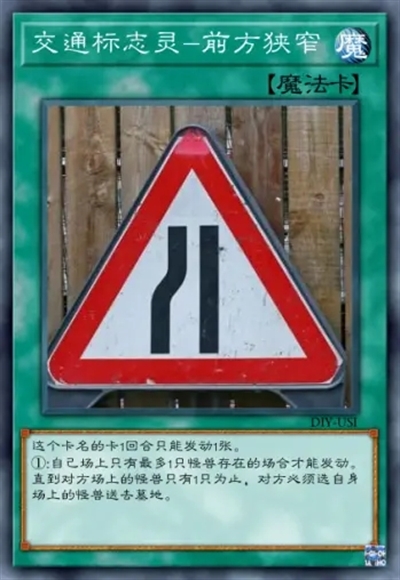 交通标志灵-前方狭窄
魔
【魔法卡】
DIY-USI
这个卡名的卡1回合只能发动1张。
①:自己场上只有最多1只怪兽存在的场合才能发动。
直到对方场上的怪兽只有1只为止，对方必须选自身
场上的怪兽送去墓地。